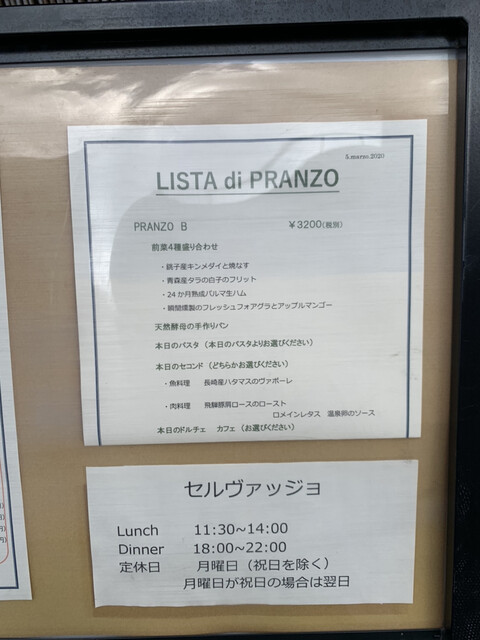 5.marzo.2020
LISTA di PRANZO
PRANZO B ￥3200(税別)
前菜4種盛り合わせ
・銚子産キンメダイと焼なす
・青森産タラの白子のフリット
・24か月熟成パルマ生ハム
・瞬間燻製のフレッシュフォアグラとアップルマンゴー
天然酵母の手作りパン
本日のパスタ（本日のパスタよりお選びください）
本日のセコンド（どちらかお選びください）
・魚料理 長崎産ハタマスのヴァポーレ
・肉料理 飛騨豚肩ロースのロースト
ロメインレタス 温泉卵のソース
本日のドルチェ カフェ（お選びください）
セルヴァッジョ
Lunch 11:30~14:00
Dinner 18:00~22:00
定休日 月曜日（祝日を除く）
月曜日が祝日の場合は翌日